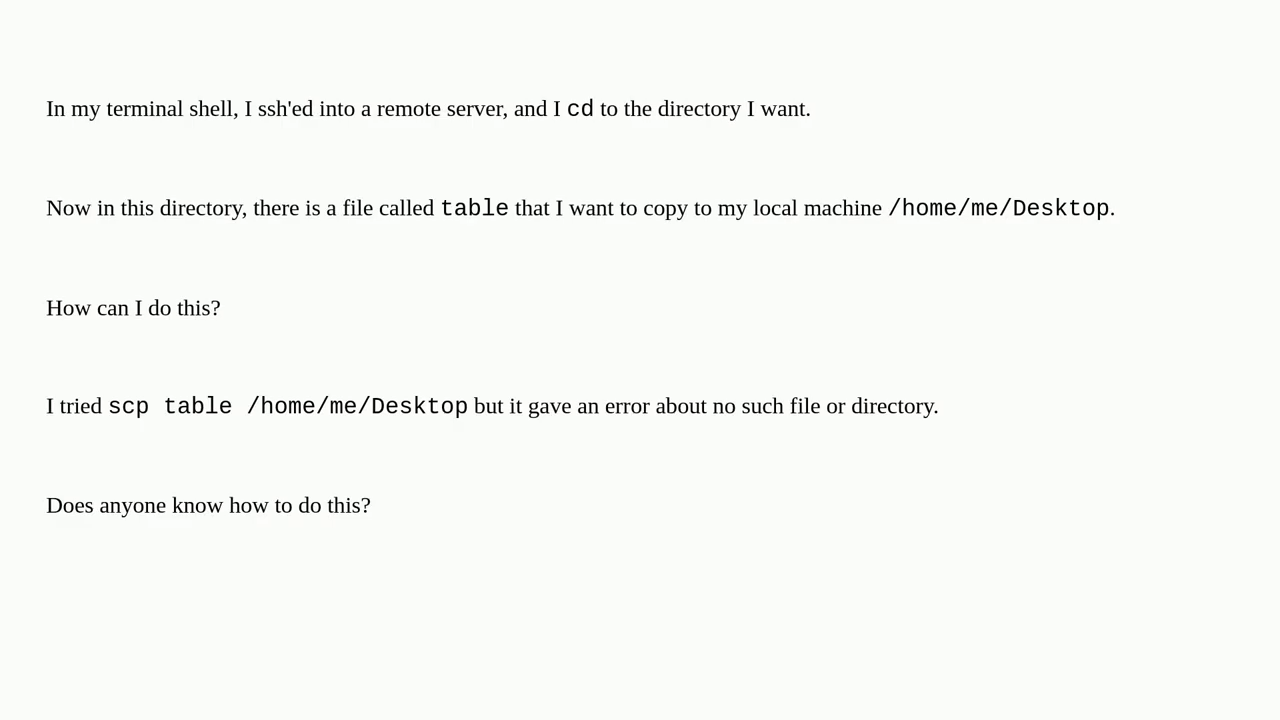 In my terminal shell, I ssh'ed into a remote server, and I cd to the directory I want.
Now in this directory, there is a file called table that I want to copy to my local machine /home/me/Desktop.
How can I do this?
I tried scp table /home/me/Desktop but it gave an error about no such file or directory.
Does anyone know how to do this?